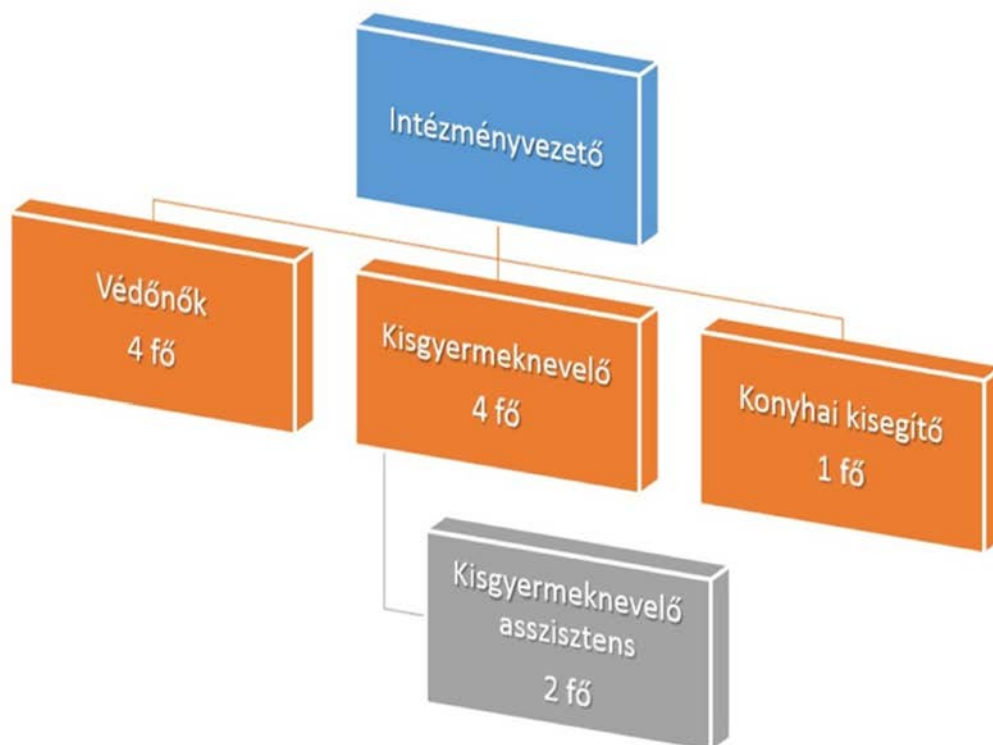 Intézményvezető
Védőnők
4 fő
Kisgyermeknevelő
4 fő
Konyhai kisegítő
1 fő
Kisgyermeknevelő
asszisztens
2 fő